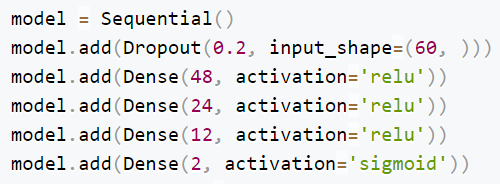 model = Sequential()
model.add(Dropout(0.2, input_shape=(60, )))
model.add(Dense(48, activation='relu'))
model.add(Dense(24, activation='relu'))
model.add(Dense(12, activation='relu'))
model.add(Dense(2, activation='sigmoid'))